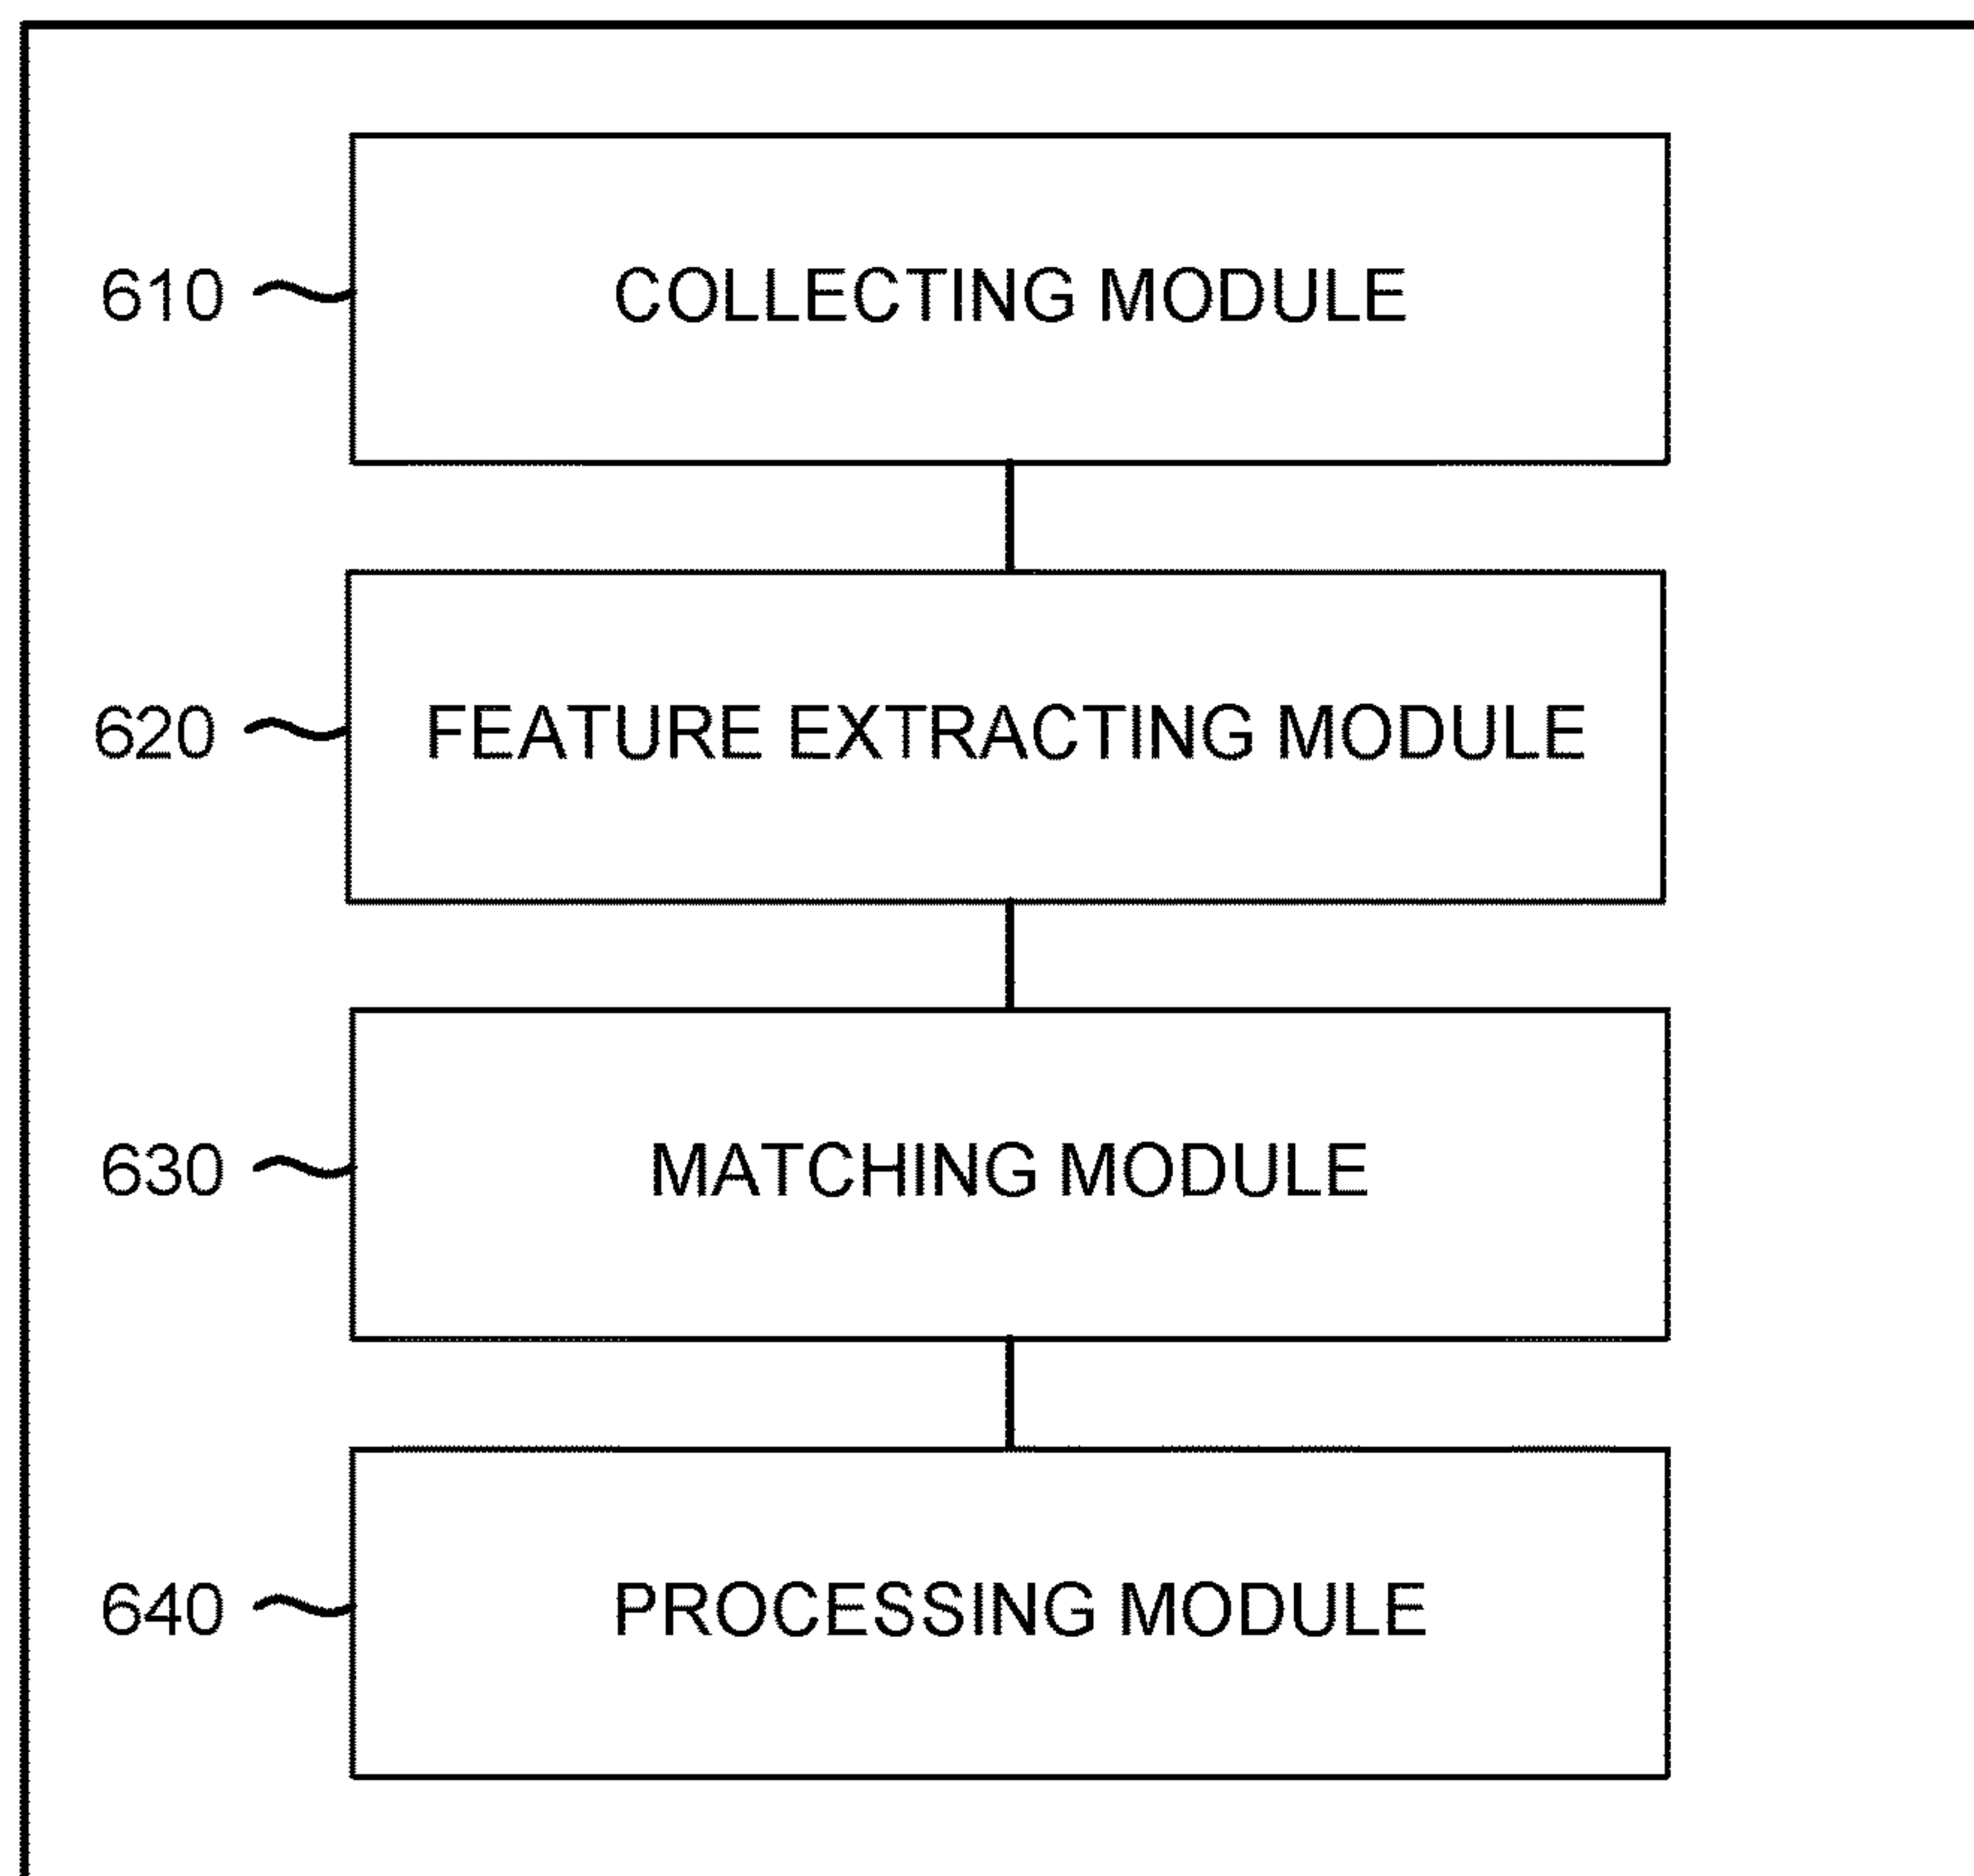 610 COLLECTING MODULE
620 FEATURE EXTRACTING MODULE
630 MATCHING MODULE
640 PROCESSING MODULE